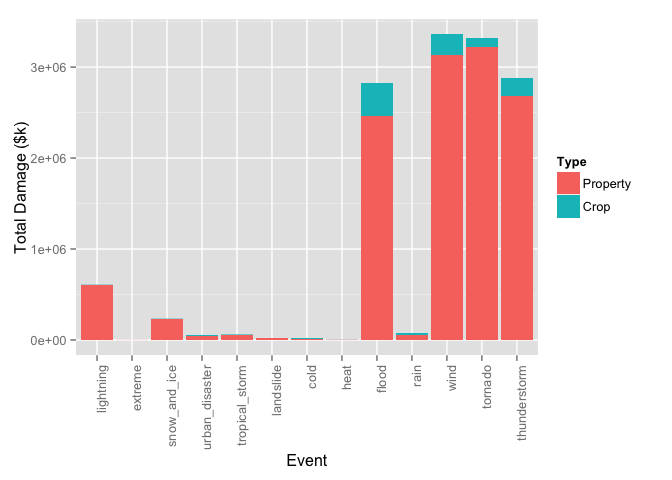 Total Damage ($k)
3e+06
2e+06
1e+06
0e+00
lightning
extreme
snow_and_ice
urban_disaster
tropical_storm
landslide
cold
heat
flood
rain
wind
tornado
thunderstorm
Event
Type
Property
Crop